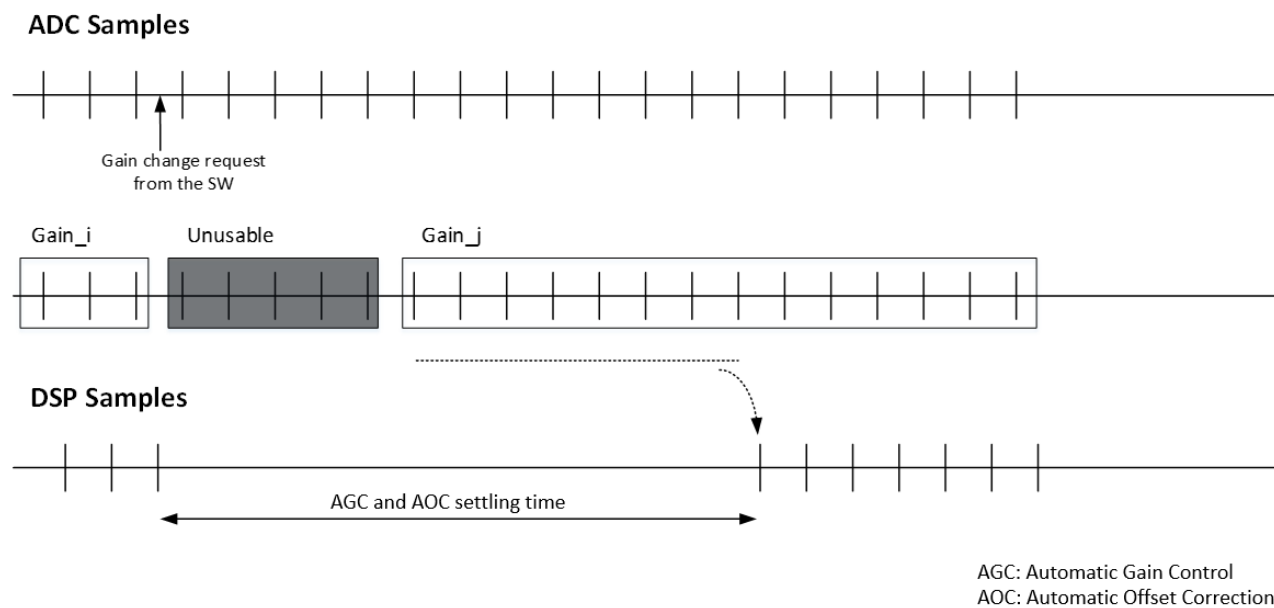 ADC Samples
Gain change request
from the SW
Gain_i
Unusable
Gain_j
DSP Samples
AGC and AOC settling time
AGC: Automatic Gain Control
AOC: Automatic Offset Correction